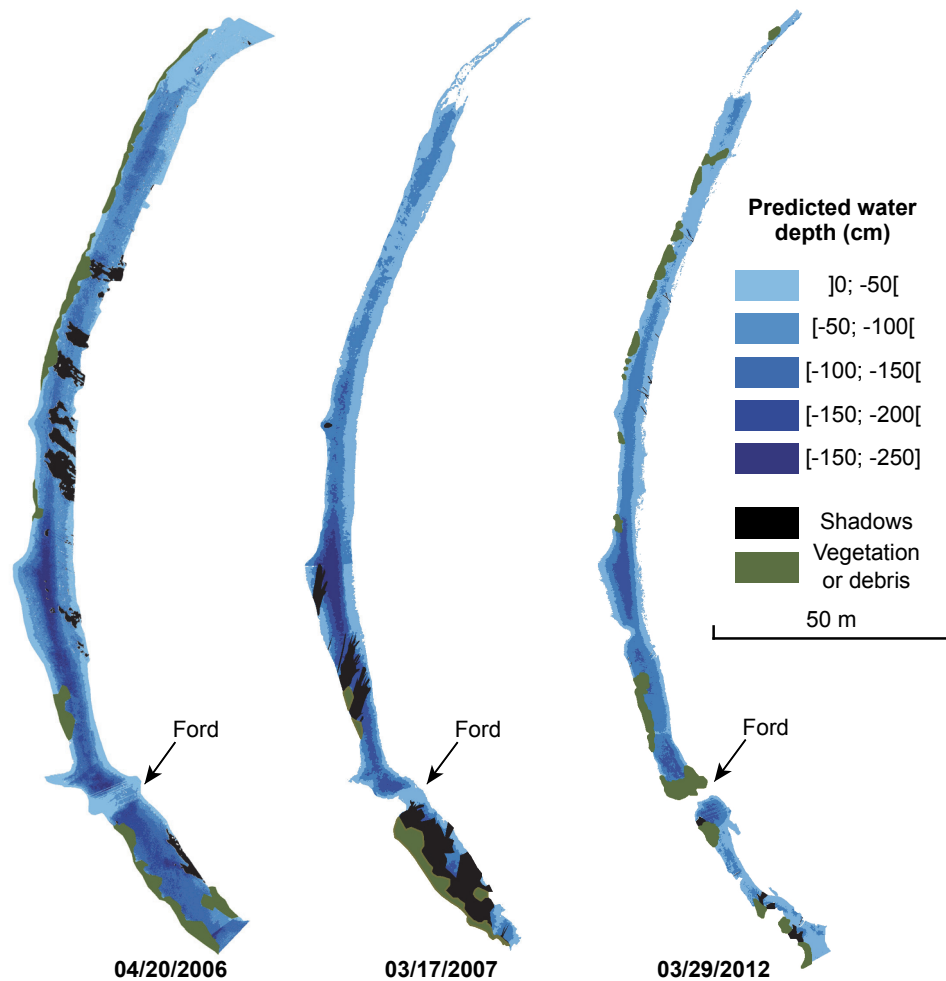 Predicted water
depth (cm)
]0; -50[
[-50; -100[
[-100; -150[
[-150; -200[
[-150; -250]
Shadows
Vegetation
or debris
50 m
Ford
Ford
Ford
04/20/2006
03/17/2007
03/29/2012